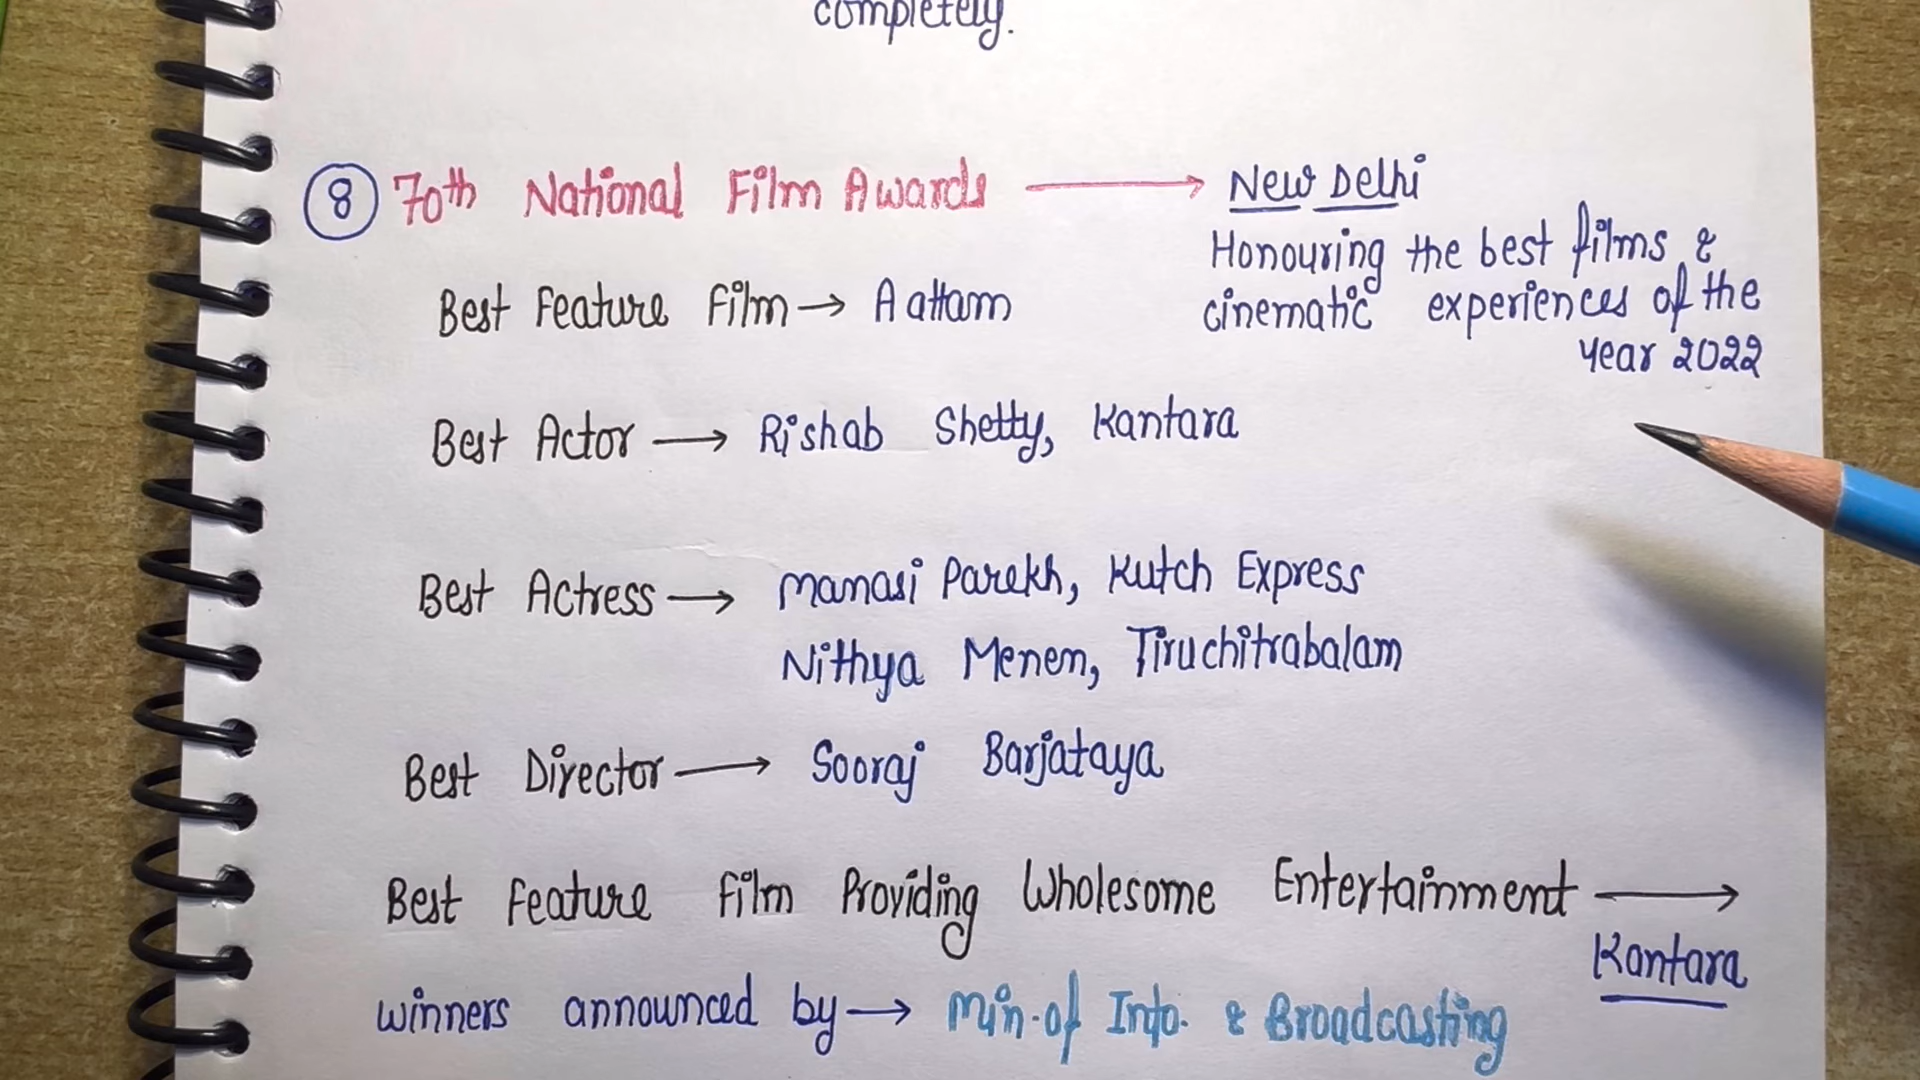 completely.
8 70th National Film Awards → New Delhi
Honouring the best films &
cinematic experiences of the
year 2022
Best Feature Film → Aattam
Best Actor → Rishab Shetty, Kantara
Best Actress → Manasi Parekh, Kutch Express
Nithya Menen, Tiruchitrabalam
Best Director → Sooraj Barjataya
Best Feature Film Providing Wholesome Entertainment →
Kantara
winners announced by → Min. of Info. & Broadcasting